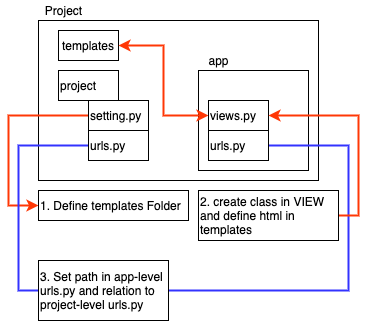 Project
templates
app
project
setting.py
views.py
urls.py
urls.py
1. Define templates Folder
2. create class in VIEW
and define html in
templates
3. Set path in app-level
urls.py and relation to
project-level urls.py